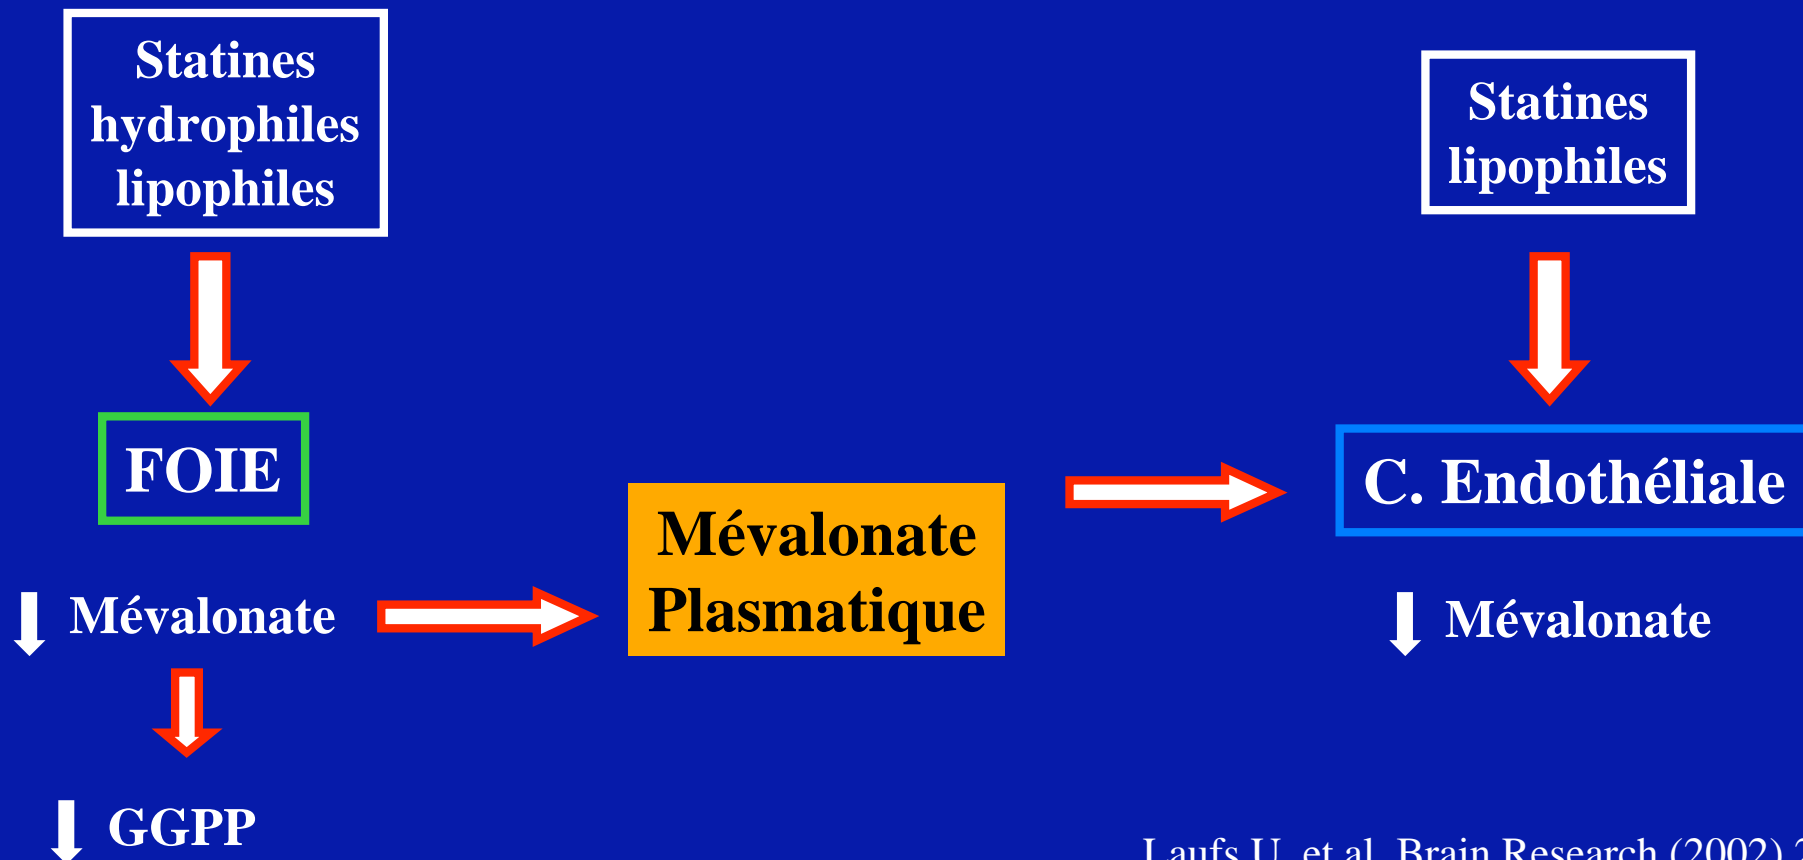 Statines
hydrophiles
lipophiles
Statines
lipophiles
FOIE
C. Endothéliale
Mévalonate
Plasmatique
Mévalonate
Mévalonate
GGPP
Laufs U. et al. Brain Research (2002)